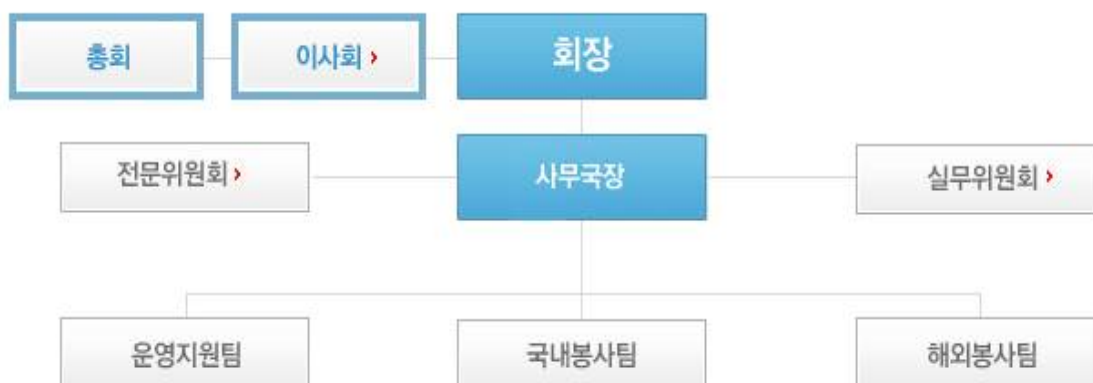 총회
이사회 ›
회장
전문위원회 ›
사무국장
실무위원회 ›
운영지원팀
국내봉사팀
해외봉사팀